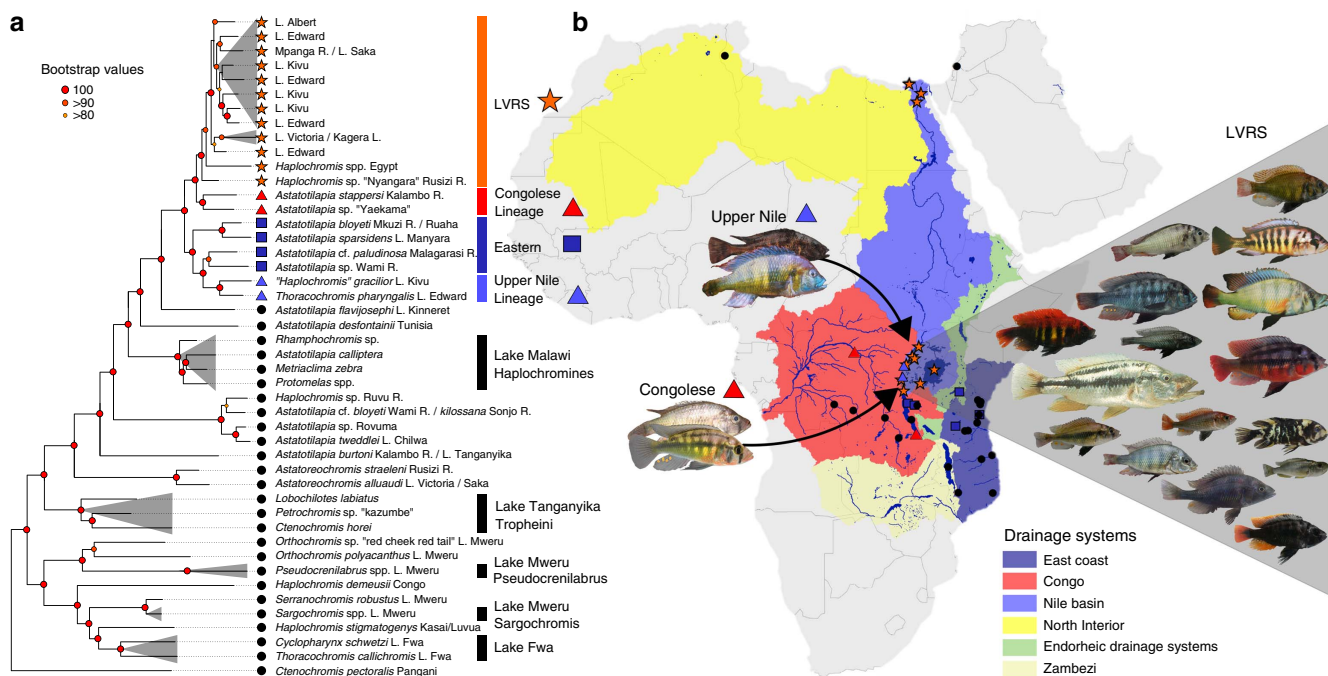 a
Bootstrap values
100
>90
>80
L. Albert
L. Edward
Mpanga R. / L. Saka
L. Kivu
L. Edward
L. Kivu
L. Kivu
L. Edward
L. Victoria / Kagera L.
L. Edward
Haplochromis spp. Egypt
Haplochromis sp. "Nyangara" Rusizi R.
Astatotilapia stappersi Kalambo R.
Astatotilapia sp. "Yaekama"
Astatotilapia bloyeti Mkuzi R. / Ruaha
Astatotilapia sparsidens L. Manyara
Astatotilapia cf. paludinosa Malagarasi R.
Astatotilapia sp. Wami R.
"Haplochromis" gracilior L. Kivu
Thoracochromis pharyngalis L. Edward
Astatotilapia flavijosephi L. Kinneret
Astatotilapia desfontainii Tunisia
Rhamphochromis sp.
Astatotilapia calliptera
Metriaclima zebra
Protomelas spp.
Haplochromis sp. Ruvu R.
Astatotilapia cf. bloyeti Wami R. / kilossana Sonjo R.
Astatotilapia sp. Rovuma
Astatotilapia tweddlei L. Chilwa
Astatotilapia burtoni Kalambo R. / L. Tanganyika
Astatoreochromis straeleni Rusizi R.
Astatoreochromis alluaudi L. Victoria / Saka
Lobochilotes labiatus
Petrochromis sp. "kazumbe"
Ctenochromis horei
Orthochromis sp. "red cheek red tail" L. Mweru
Orthochromis polyacanthus L. Mweru
Pseudocrenilabrus spp. L. Mweru
Haplochromis demeusii Congo
Serranochromis robustus L. Mweru
Sargochromis spp. L. Mweru
Haplochromis stigmatogenys Kasai/Luvua
Cyclopharynx schwetzi L. Fwa
Thoracochromis callichromis L. Fwa
Ctenochromis pectoralis Pangani
LVRS
Congolese
Lineage
Eastern
Upper Nile
Lineage
Lake Malawi
Haplochromines
Lake Tanganyika
Tropheini
Lake Mweru
Pseudocrenilabrus
Lake Mweru
Sargochromis
Lake Fwa
b
Upper Nile
Congolese
LVRS
Drainage systems
East coast
Congo
Nile basin
North Interior
Endorheic drainage systems
Zambezi